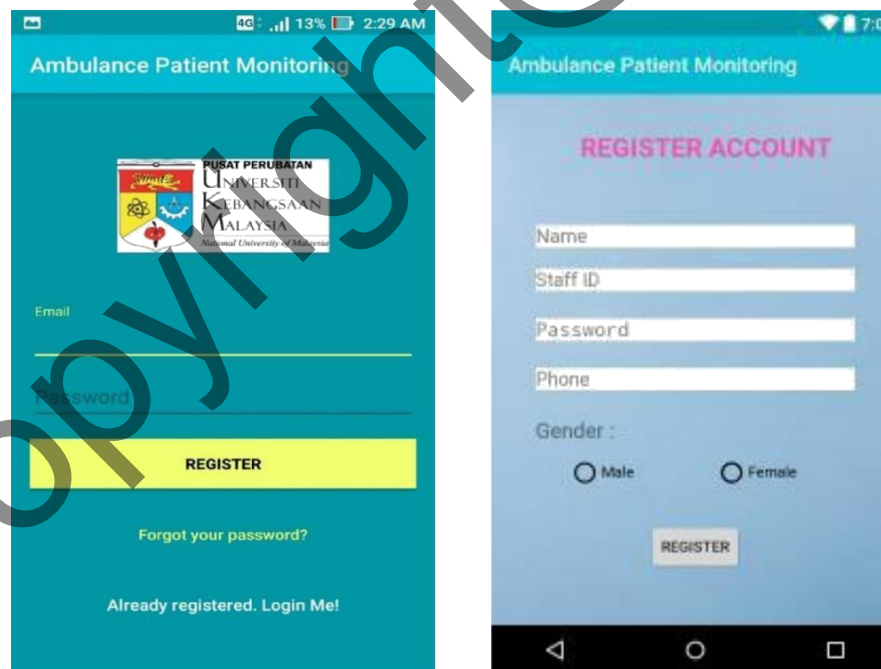 4G 13% 2:29 AM
Ambulance Patient Monitoring
PUSAT PERUBATAN
UNIVERSITI
KEBANGSAAN
MALAYSIA
National University of Malaysia
Email
Password
REGISTER
Forgot your password?
Already registered. Login Me!
7:0
Ambulance Patient Monitoring
REGISTER ACCOUNT
Name
Staff ID
Password
Phone
Gender :
Male Female
REGISTER
Copyright